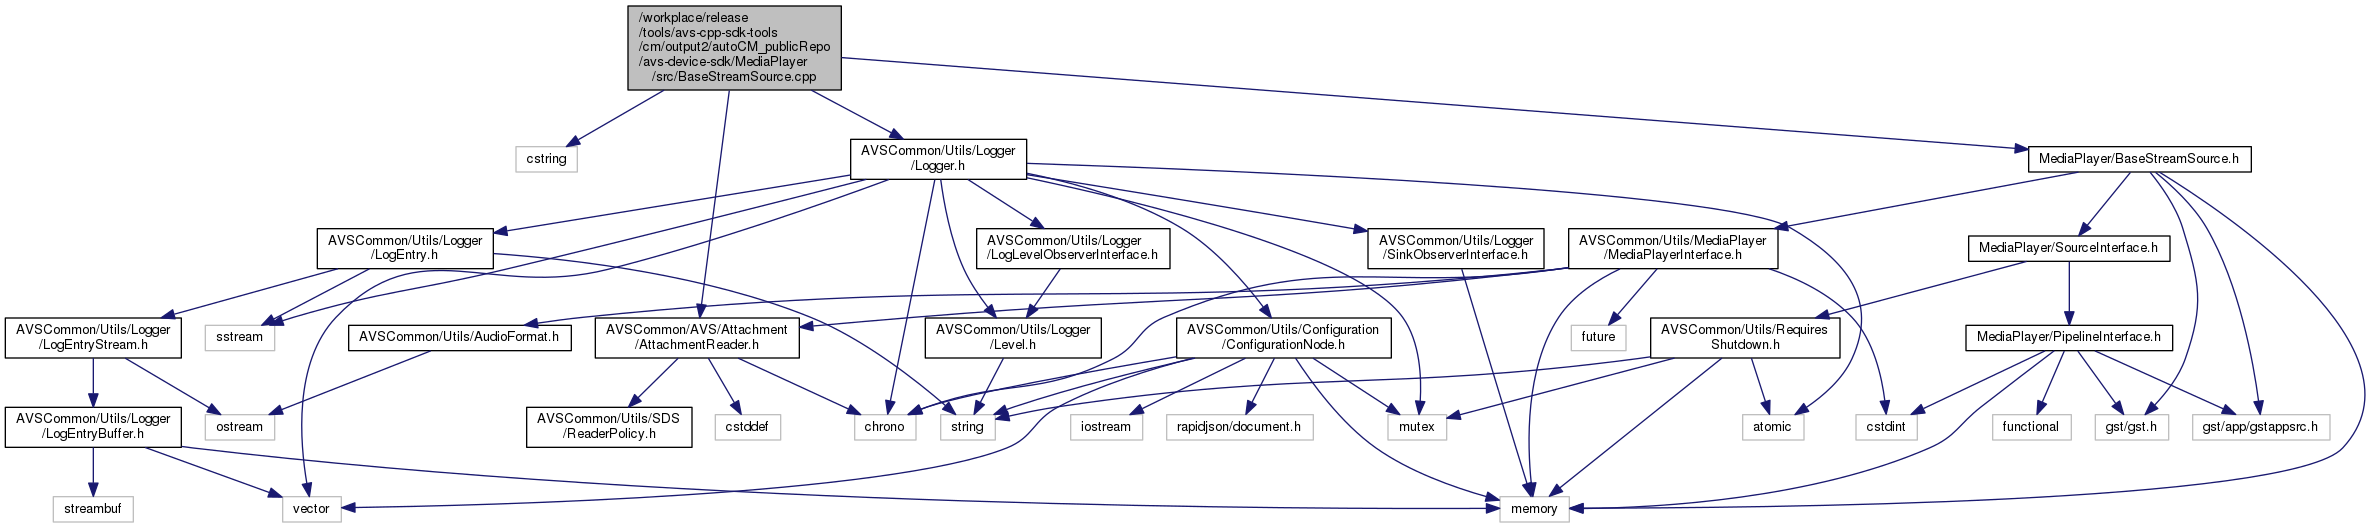 /workplace/release
/tools/avs-cpp-sdk-tools
/cm/output2/autoCM_publicRepo
/avs-device-sdk/MediaPlayer
/src/BaseStreamSource.cpp
cstring
AVSCommon/Utils/Logger
/Logger.h
MediaPlayer/BaseStreamSource.h
AVSCommon/Utils/Logger
/LogEntry.h
AVSCommon/Utils/Logger
/LogLevelObserverInterface.h
AVSCommon/Utils/Logger
/SinkObserverInterface.h
AVSCommon/Utils/MediaPlayer
/MediaPlayerInterface.h
MediaPlayer/SourceInterface.h
AVSCommon/Utils/Logger
/LogEntryStream.h
sstream
AVSCommon/Utils/AudioFormat.h
AVSCommon/AVS/Attachment
/AttachmentReader.h
AVSCommon/Utils/Logger
/Level.h
AVSCommon/Utils/Configuration
/ConfigurationNode.h
future
AVSCommon/Utils/Requires
Shutdown.h
MediaPlayer/PipelineInterface.h
AVSCommon/Utils/Logger
/LogEntryBuffer.h
ostream
AVSCommon/Utils/SDS
/ReaderPolicy.h
cstddef
chrono
string
iostream
rapidjson/document.h
mutex
atomic
cstdint
functional
gst/gst.h
gst/app/gstappsrc.h
streambuf
vector
memory